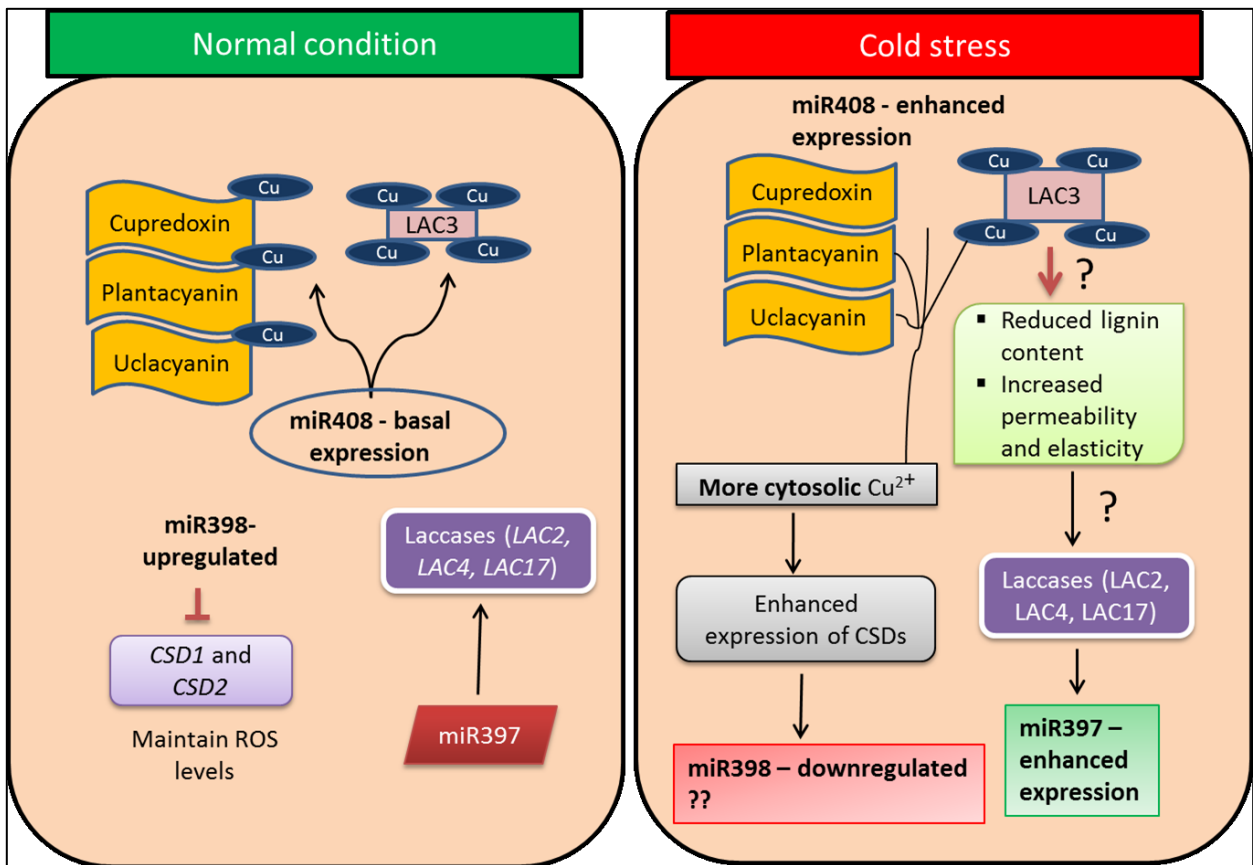 Normal condition
Cu
Cupredoxin
Cu
Plantacyanin
Cu
Uclacyanin
Cu
Cu
LAC3
Cu
Cu
miR408 - basal
expression
miR398-
upregulated
CSD1 and
CSD2
Maintain ROS
levels
Laccases (LAC2,
LAC4, LAC17)
miR397
Cold stress
miR408 - enhanced
expression
Cupredoxin
Plantacyanin
Uclacyanin
Cu
Cu
LAC3
Cu
Cu
?
▪ Reduced lignin
content
▪ Increased
permeability
and elasticity
More cytosolic Cu²⁺
?
Enhanced
expression of CSDs
Laccases (LAC2,
LAC4, LAC17)
miR398 – downregulated
??
miR397 –
enhanced
expression